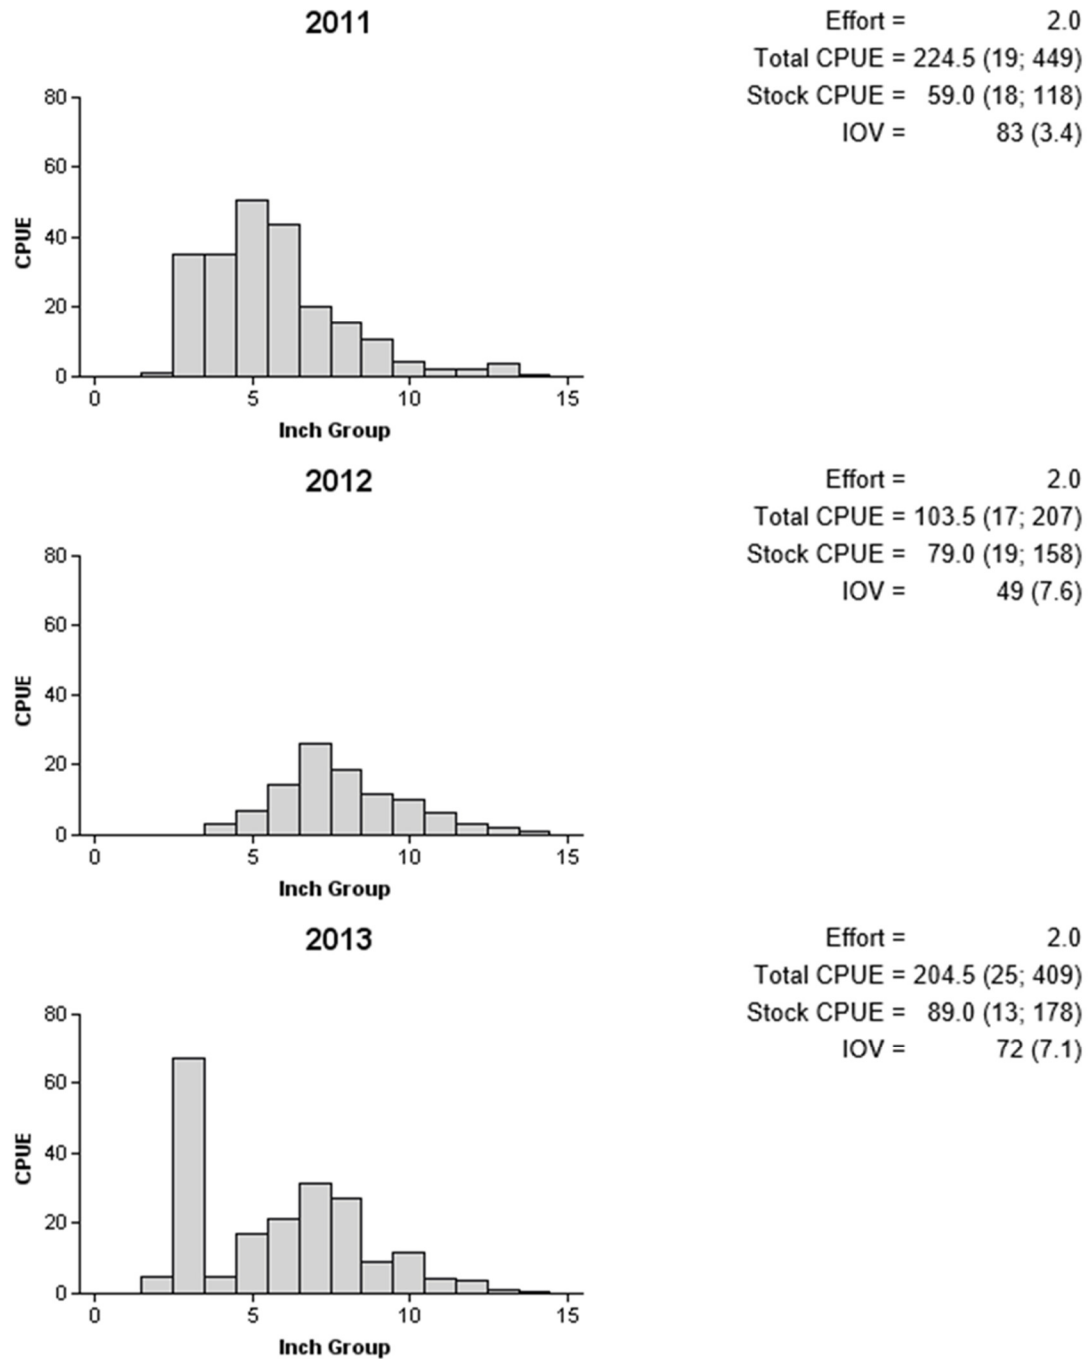 2011
Effort = 2.0
Total CPUE = 224.5 (19; 449)
Stock CPUE = 59.0 (18; 118)
IOV = 83 (3.4)
80
60
40
20
0
CPUE
0 5 10 15
Inch Group
2012
Effort = 2.0
Total CPUE = 103.5 (17; 207)
Stock CPUE = 79.0 (19; 158)
IOV = 49 (7.6)
80
60
40
20
0
CPUE
0 5 10 15
Inch Group
2013
Effort = 2.0
Total CPUE = 204.5 (25; 409)
Stock CPUE = 89.0 (13; 178)
IOV = 72 (7.1)
80
60
40
20
0
CPUE
0 5 10 15
Inch Group